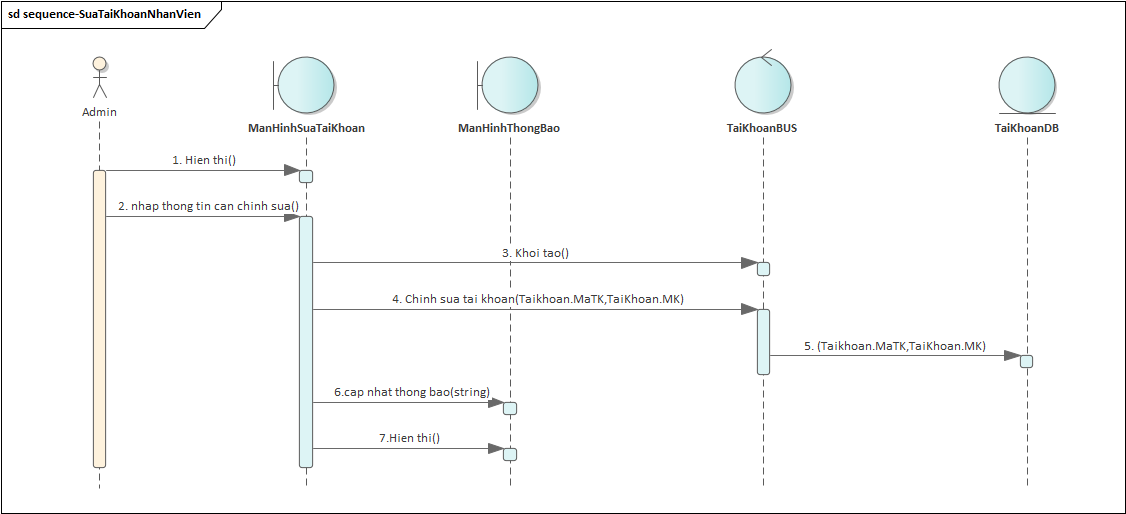 sd sequence-SuaTaiKhoanNhanVien
Admin
ManHinhSuaTaiKhoan
ManHinhThongBao
TaiKhoanBUS
TaiKhoanDB
1. Hien thi()
2. nhap thong tin can chinh sua()
3. Khoi tao()
4. Chinh sua tai khoan(Taikhoan.MaTK,TaiKhoan.MK)
5. (Taikhoan.MaTK,TaiKhoan.MK)
6.cap nhat thong bao(string)
7.Hien thi()